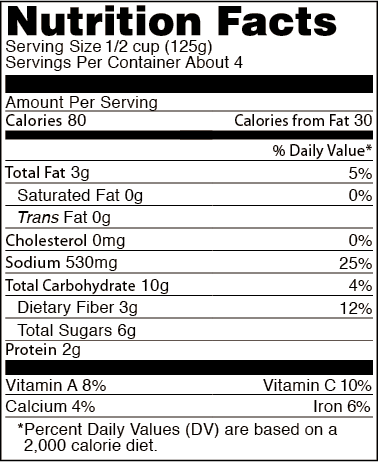 Nutrition Facts
Serving Size 1/2 cup (125g)
Servings Per Container About 4
Amount Per Serving
Calories 80 Calories from Fat 30
% Daily Value*
Total Fat 3g 5%
Saturated Fat 0g 0%
Trans Fat 0g
Cholesterol 0mg 0%
Sodium 530mg 25%
Total Carbohydrate 10g 4%
Dietary Fiber 3g 12%
Total Sugars 6g
Protein 2g
Vitamin A 8% Vitamin C 10%
Calcium 4% Iron 6%
*Percent Daily Values (DV) are based on a
2,000 calorie diet.